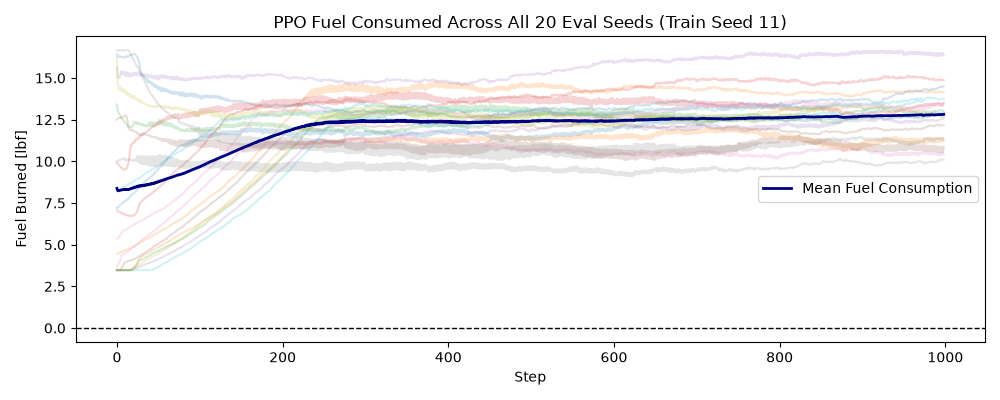 PPO Fuel Consumed Across All 20 Eval Seeds (Train Seed 11)
Fuel Burned [lbf]
15.0
12.5
10.0
7.5
5.0
2.5
0.0
Mean Fuel Consumption
0 200 400 600 800 1000
Step